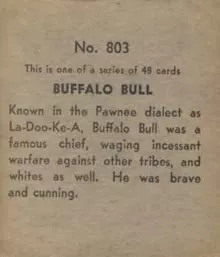 No. 803
This is one of a series of 48 cards
BUFFALO BULL
Known in the Pawnee dialect as
La-Doo-Ke-A, Buffalo Bull was a
famous chief, waging incessant
warfare against other tribes, and
whites as well. He was brave
and cunning.